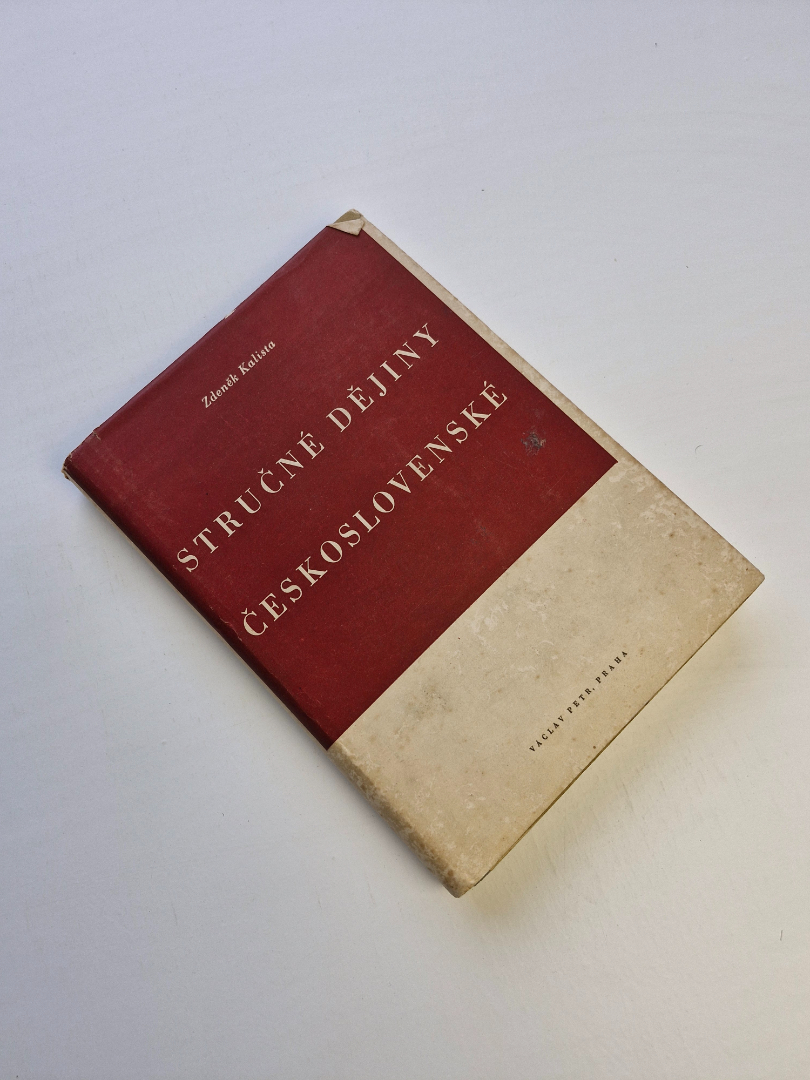 Zdeněk Kalista
STRUČNÉ DĚJINY
ČESKOSLOVENSKÉ
VÁCLAV PETR, PRAHA